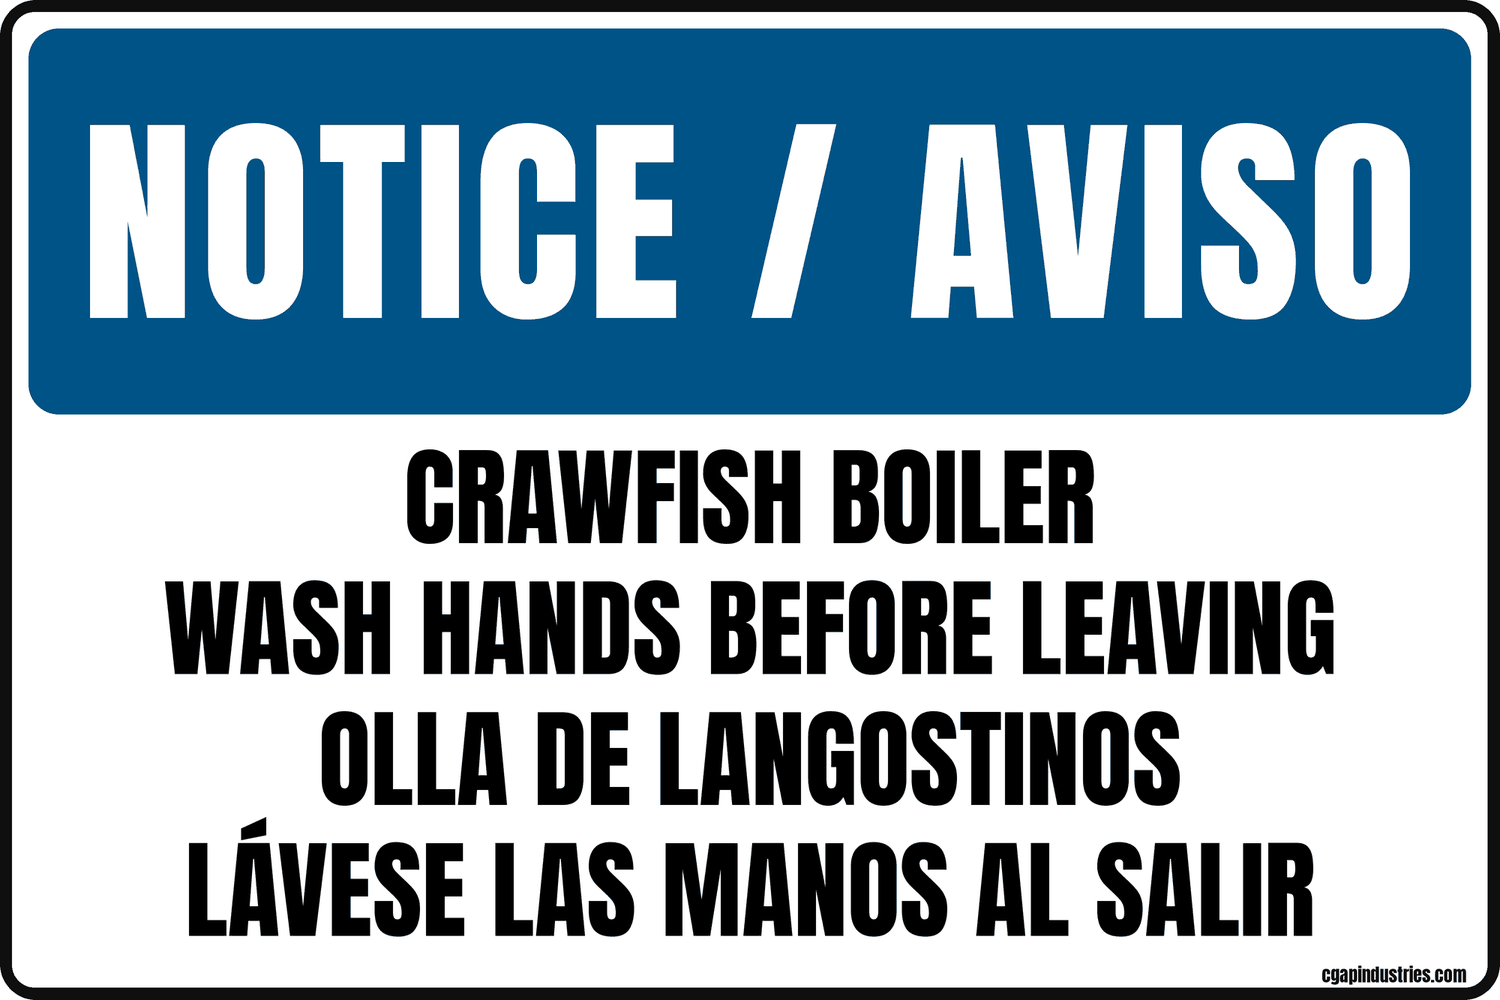 NOTICE / AVISO
CRAWFISH BOILER
WASH HANDS BEFORE LEAVING
OLLA DE LANGOSTINOS
LÁVESE LAS MANOS AL SALIR
cgapindustries.com